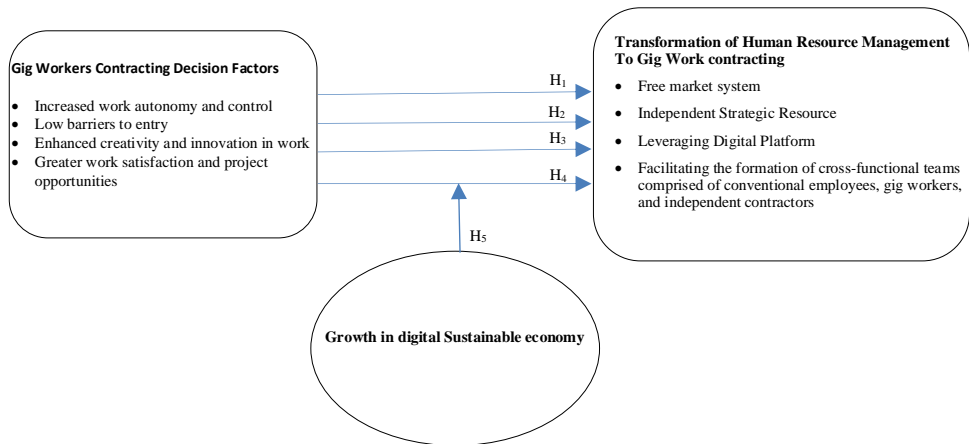 Gig Workers Contracting Decision Factors
• Increased work autonomy and control
• Low barriers to entry
• Enhanced creativity and innovation in work
• Greater work satisfaction and project
opportunities
H1
H2
H3
H4
H5
Transformation of Human Resource Management
To Gig Work contracting
• Free market system
• Independent Strategic Resource
• Leveraging Digital Platform
• Facilitating the formation of cross-functional teams
comprised of conventional employees, gig workers,
and independent contractors
Growth in digital Sustainable economy